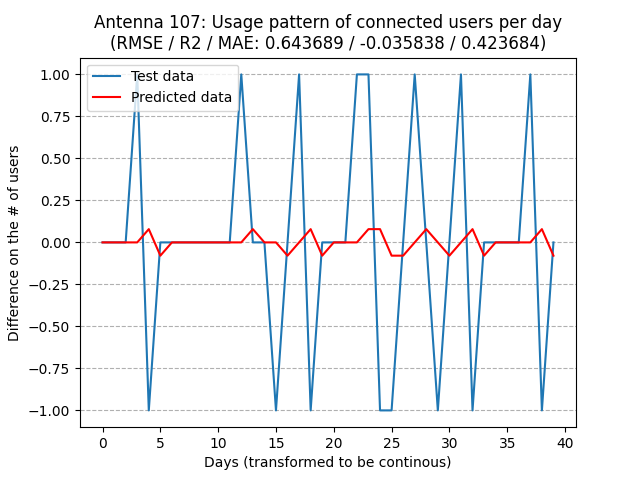 Antenna 107: Usage pattern of connected users per day
(RMSE / R2 / MAE: 0.643689 / -0.035838 / 0.423684)
Test data
Predicted data
1.00
0.75
0.50
0.25
0.00
−0.25
−0.50
−0.75
−1.00
Difference on the # of users
0 5 10 15 20 25 30 35 40
Days (transformed to be continous)